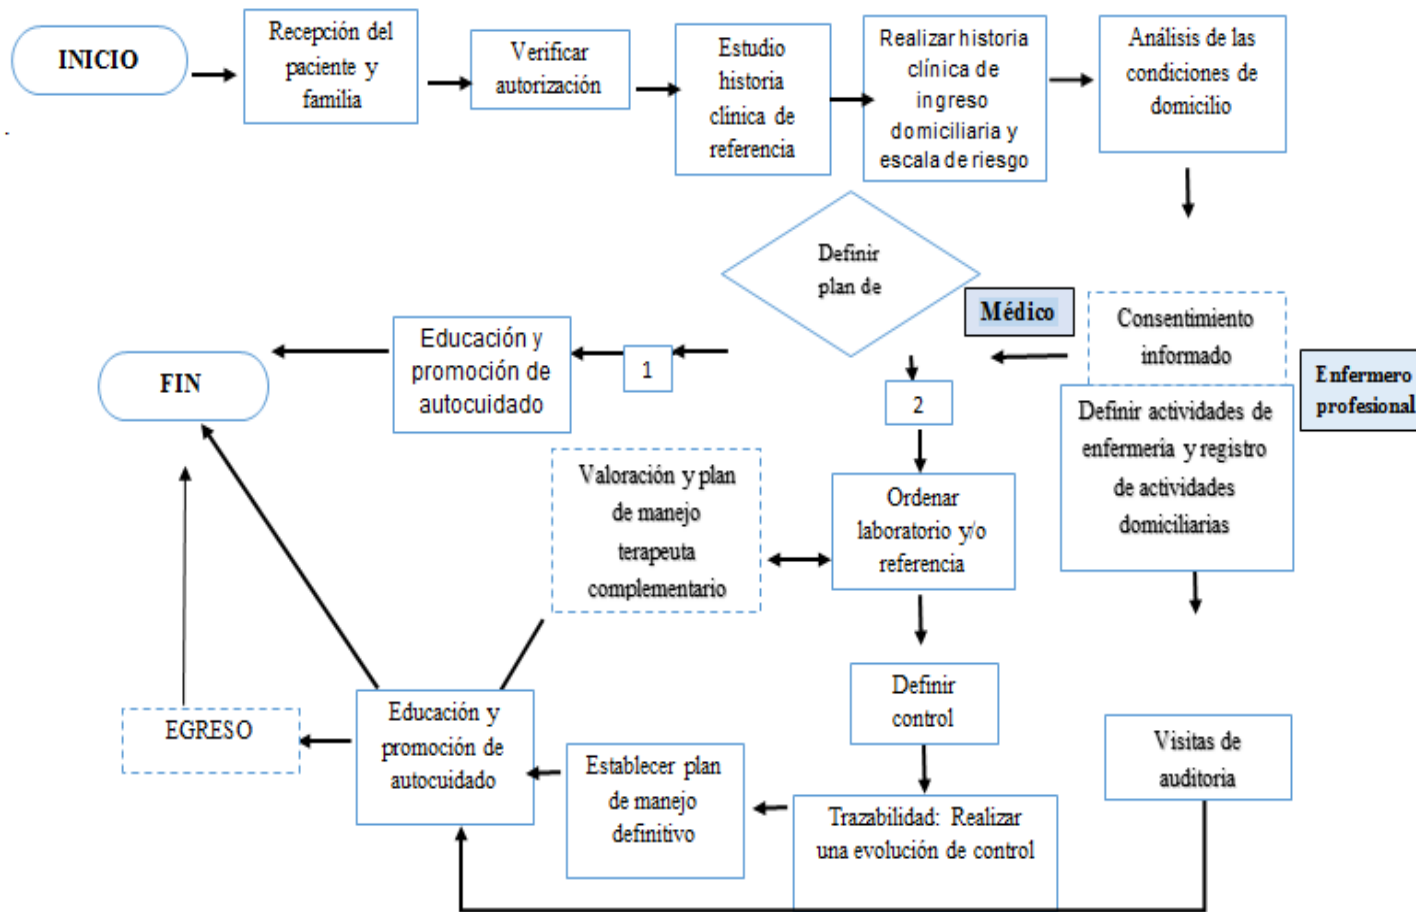 INICIO
Recepción del
paciente y
familia
Verificar
autorización
Estudio
historia
clínica de
referencia
Realizar historia
clínica de
ingreso
domiciliaria y
escala de riesgo
Análisis de las
condiciones de
domicilio
Definir
plan de
Médico
Consentimiento
informado
Enfermero
profesional
Definir actividades de
enfermería y registro
de actividades
domiciliarias
1
2
Educación y
promoción de
autocuidado
FIN
Valoración y plan
de manejo
terapeuta
complementario
Ordenar
laboratorio y/o
referencia
Definir
control
Visitas de
auditoria
Trazabilidad: Realizar
una evolución de control
Establecer plan
de manejo
definitivo
Educación y
promoción de
autocuidado
EGRESO